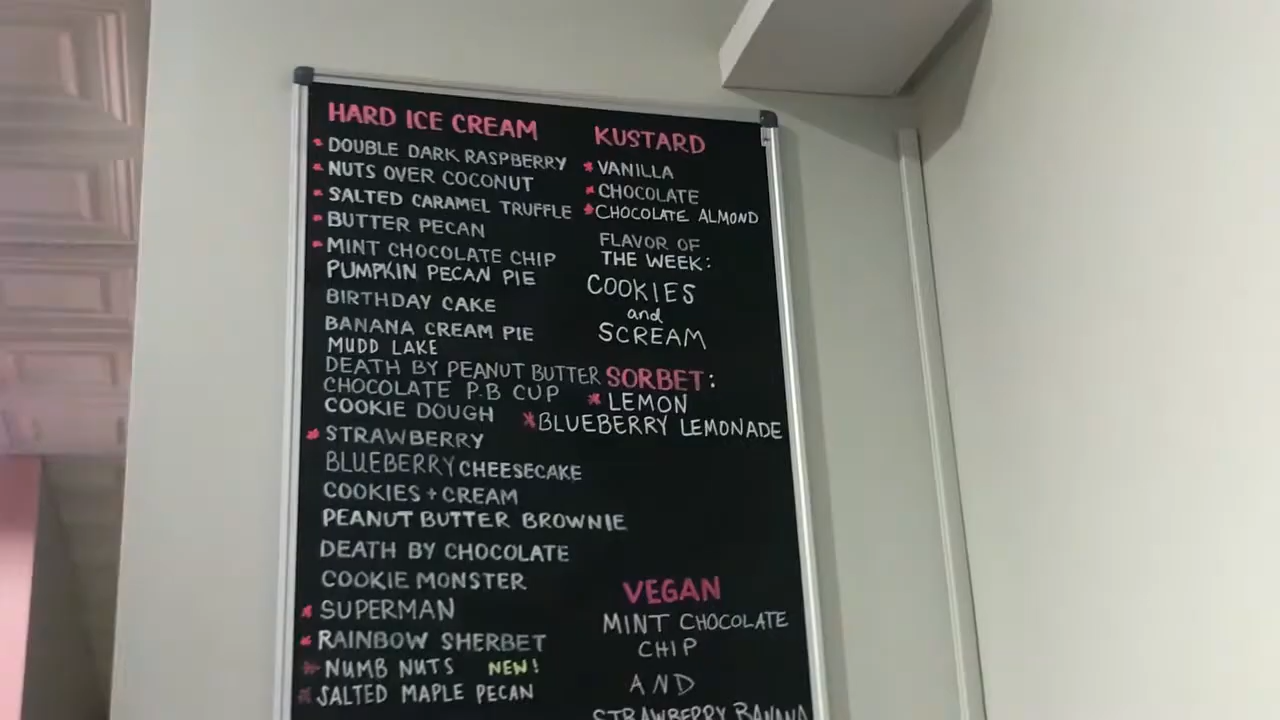 HARD ICE CREAM
* DOUBLE DARK RASPBERRY
* NUTS OVER COCONUT
* SALTED CARAMEL TRUFFLE
* BUTTER PECAN
* MINT CHOCOLATE CHIP
PUMPKIN PECAN PIE
BIRTHDAY CAKE
BANANA CREAM PIE
MUDD LAKE
DEATH BY PEANUT BUTTER
CHOCOLATE P.B CUP
COOKIE DOUGH
* STRAWBERRY
BLUEBERRY CHEESECAKE
COOKIES + CREAM
PEANUT BUTTER BROWNIE
DEATH BY CHOCOLATE
COOKIE MONSTER
* SUPERMAN
* RAINBOW SHERBET
* NUMB NUTS NEW!
* SALTED MAPLE PECAN
KUSTARD
* VANILLA
* CHOCOLATE
* CHOCOLATE ALMOND
FLAVOR OF
THE WEEK:
COOKIES
and
SCREAM
SORBET:
* LEMON
* BLUEBERRY LEMONADE
VEGAN
MINT CHOCOLATE
CHIP
AND
STRAWBERRY BANANA